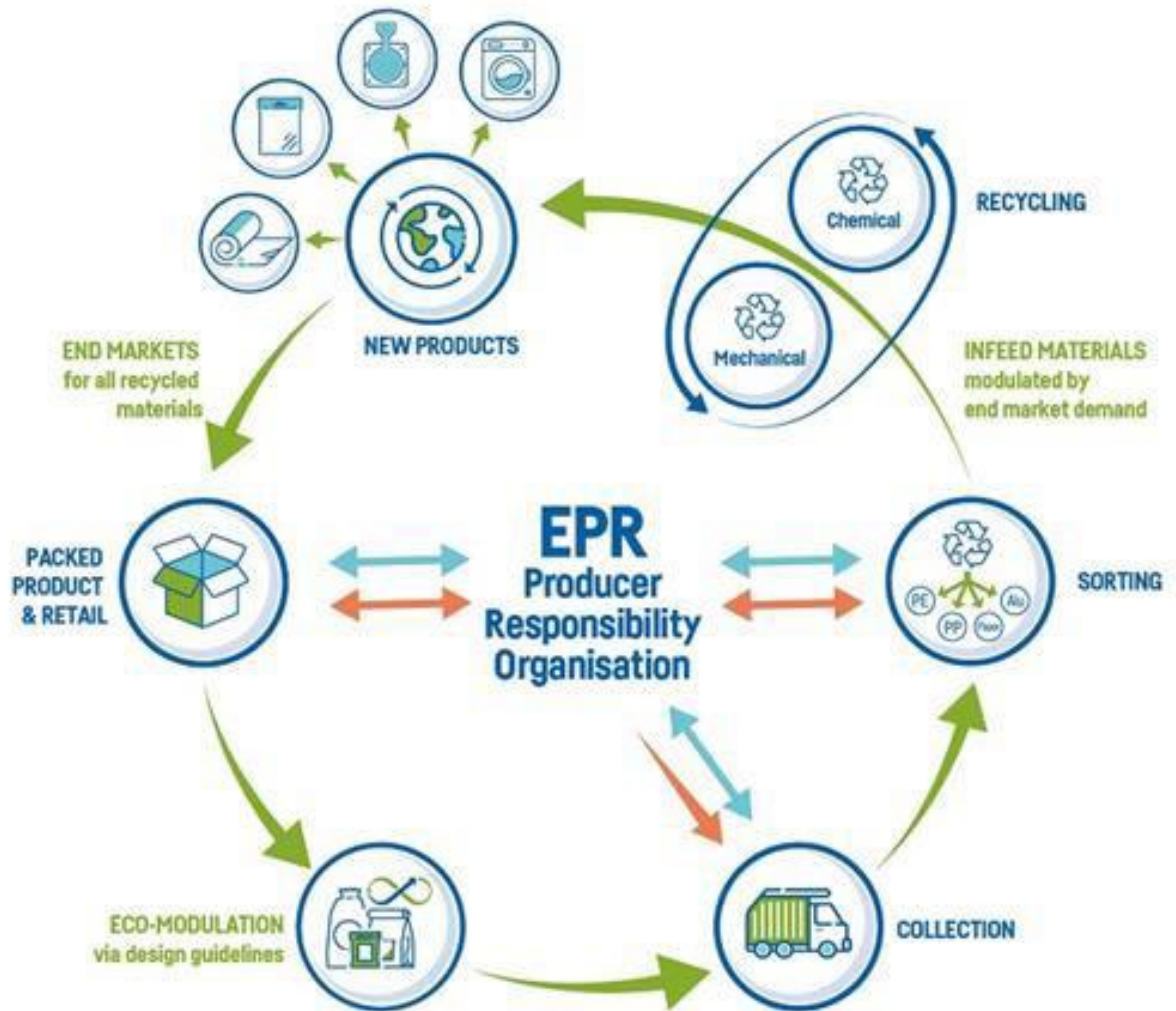 Chemical
RECYCLING
Mechanical
NEW PRODUCTS
END MARKETS
for all recycled
materials
INFEED MATERIALS
modulated by
end market demand
PACKED
PRODUCT
& RETAIL
EPR
Producer
Responsibility
Organisation
SORTING
PE
PP
Paper
Alu
ECO-MODULATION
via design guidelines
COLLECTION